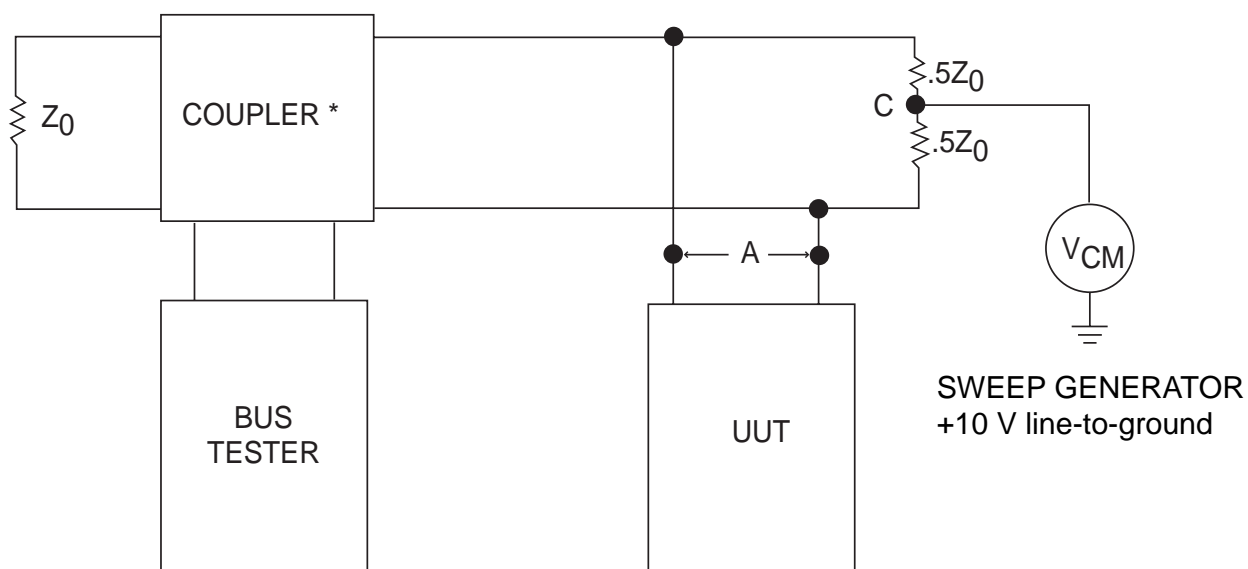 Z0
COUPLER *
.5Z0
C
.5Z0
A
VCM
BUS
TESTER
UUT
SWEEP GENERATOR
+10 V line-to-ground